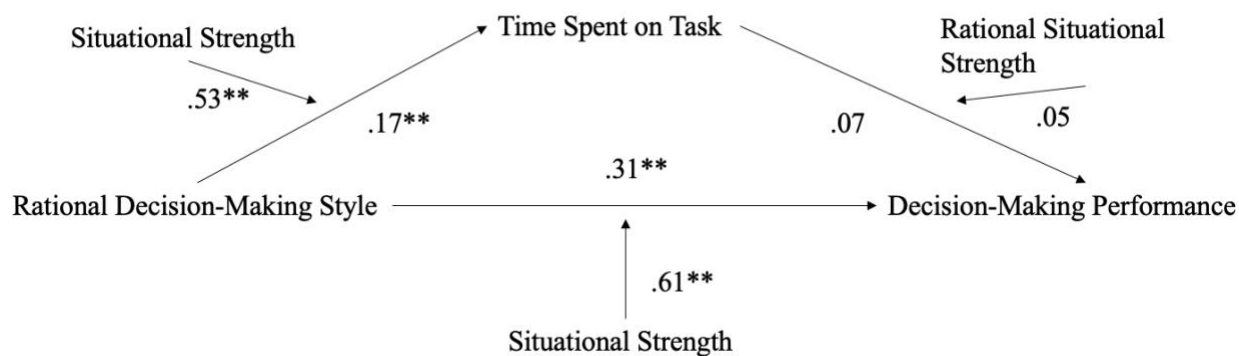 Situational Strength
Time Spent on Task
Rational Situational
Strength
.53**
.17**
.07
.05
.31**
Rational Decision-Making Style
Decision-Making Performance
.61**
Situational Strength